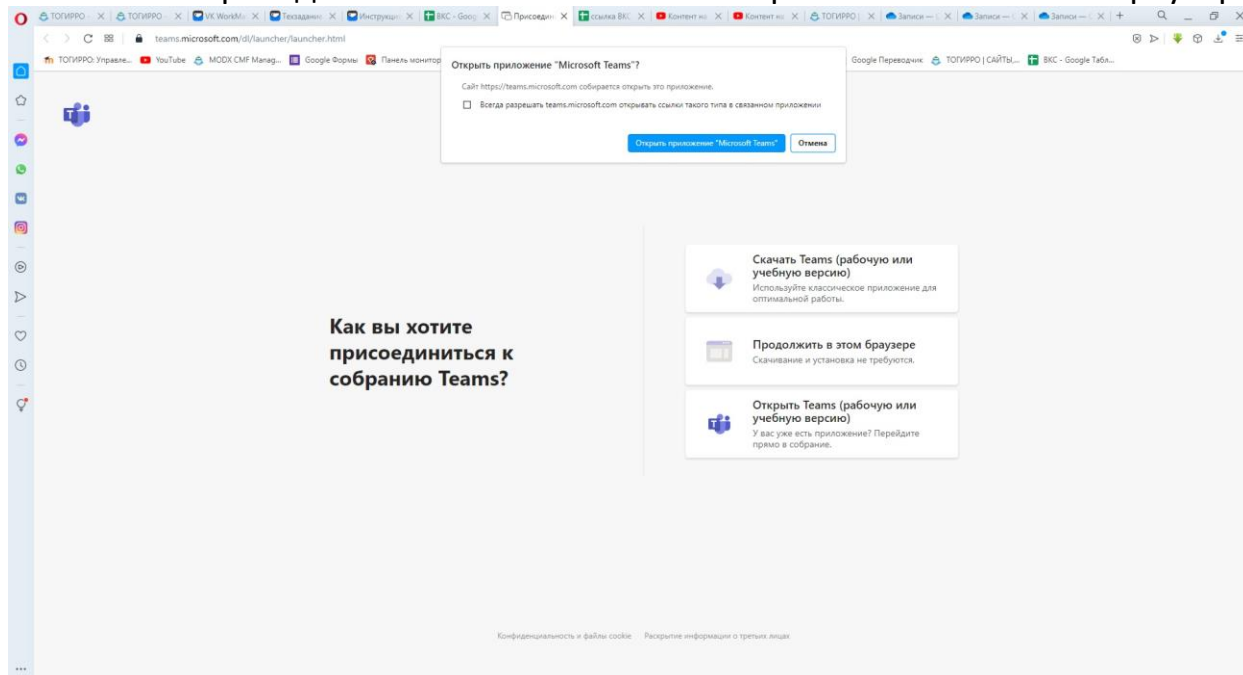 ТОГИРРО
ТОГИРРО
VK WorkMa
Техзадание
Инструкци
ВКС - Goog
Присоедин
ссылка ВКС
Контент на
Контент на
ТОГИРРО |
Записи —
Записи —
Записи —
teams.microsoft.com/dl/launcher/launcher.html
ТОГИРРО: Управле...
YouTube
MODX CMF Manag...
Google Формы
Панель монитор
Google Переводчик
ТОГИРРО | САЙТЫ,...
ВКС - Google Табл...
Открыть приложение "Microsoft Teams"?
Сайт https://teams.microsoft.com собирается открыть это приложение.
Всегда разрешать teams.microsoft.com открывать ссылки такого типа в связанном приложении
Открыть приложение "Microsoft Teams"
Отмена
Как вы хотите
присоединиться к
собранию Teams?
Скачать Teams (рабочую или
учебную версию)
Используйте классическое приложение для
оптимальной работы.
Продолжить в этом браузере
Скачивание и установка не требуются.
Открыть Teams (рабочую или
учебную версию)
У вас уже есть приложение? Перейдите
прямо в собрание.
Конфиденциальность и файлы cookie
Раскрытие информации о третьих лицах